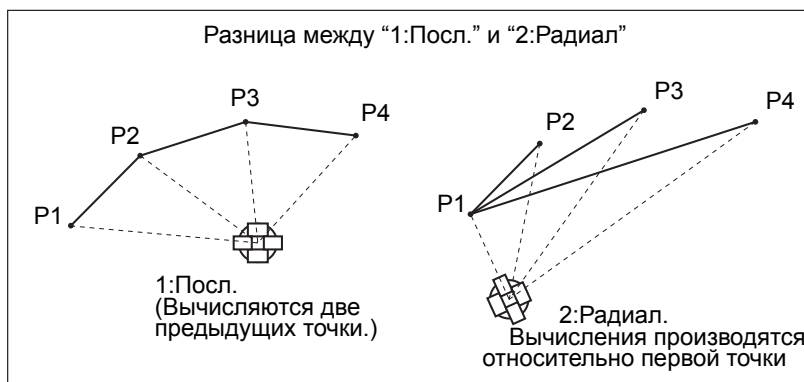 Разница между “1:Посл.” и “2:Радиал”
P1
P2
P3
P4
1:Посл.
(Вычисляются две
предыдущих точки.)
P1
P2
P3
P4
2:Радиал.
Вычисления производятся
относительно первой точки